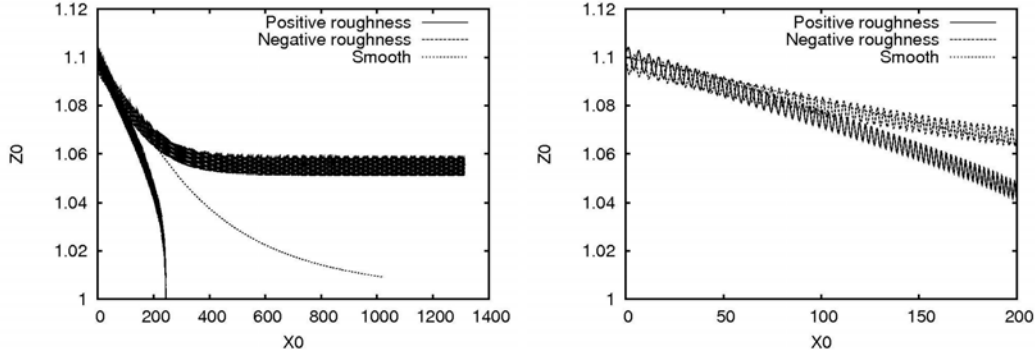 1.12
1.1
1.08
1.06
1.04
1.02
1
Z0
Positive roughness
Negative roughness
Smooth
0 200 400 600 800 1000 1200 1400
X0
1.12
1.1
1.08
1.06
1.04
1.02
1
Z0
Positive roughness
Negative roughness
Smooth
0 50 100 150 200
X0